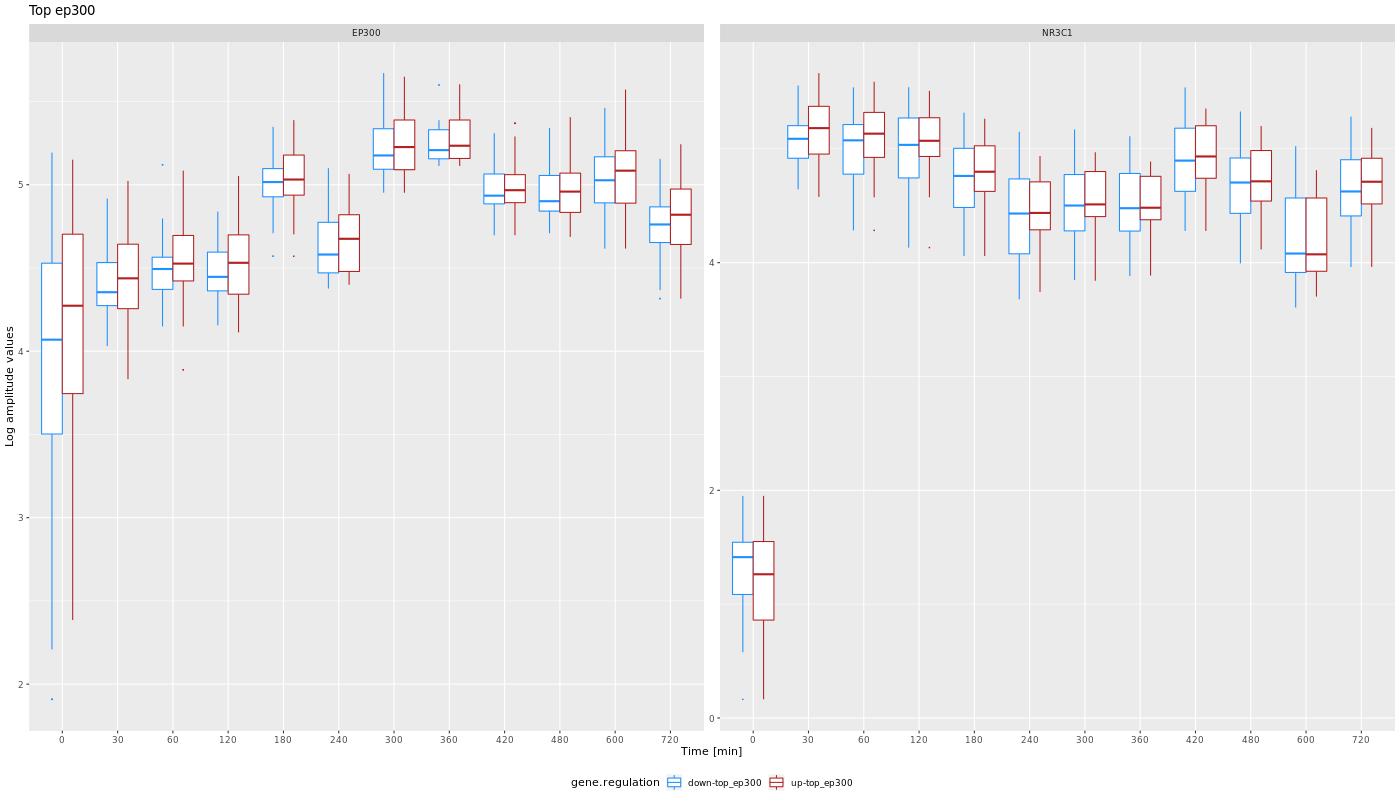 Top ep300
EP300
NR3C1
Log amplitude values
5
4
3
2
4
2
0
0 30 60 120 180 240 300 360 420 480 600 720
0 30 60 120 180 240 300 360 420 480 600 720
Time [min]
gene.regulation down-top_ep300 up-top_ep300